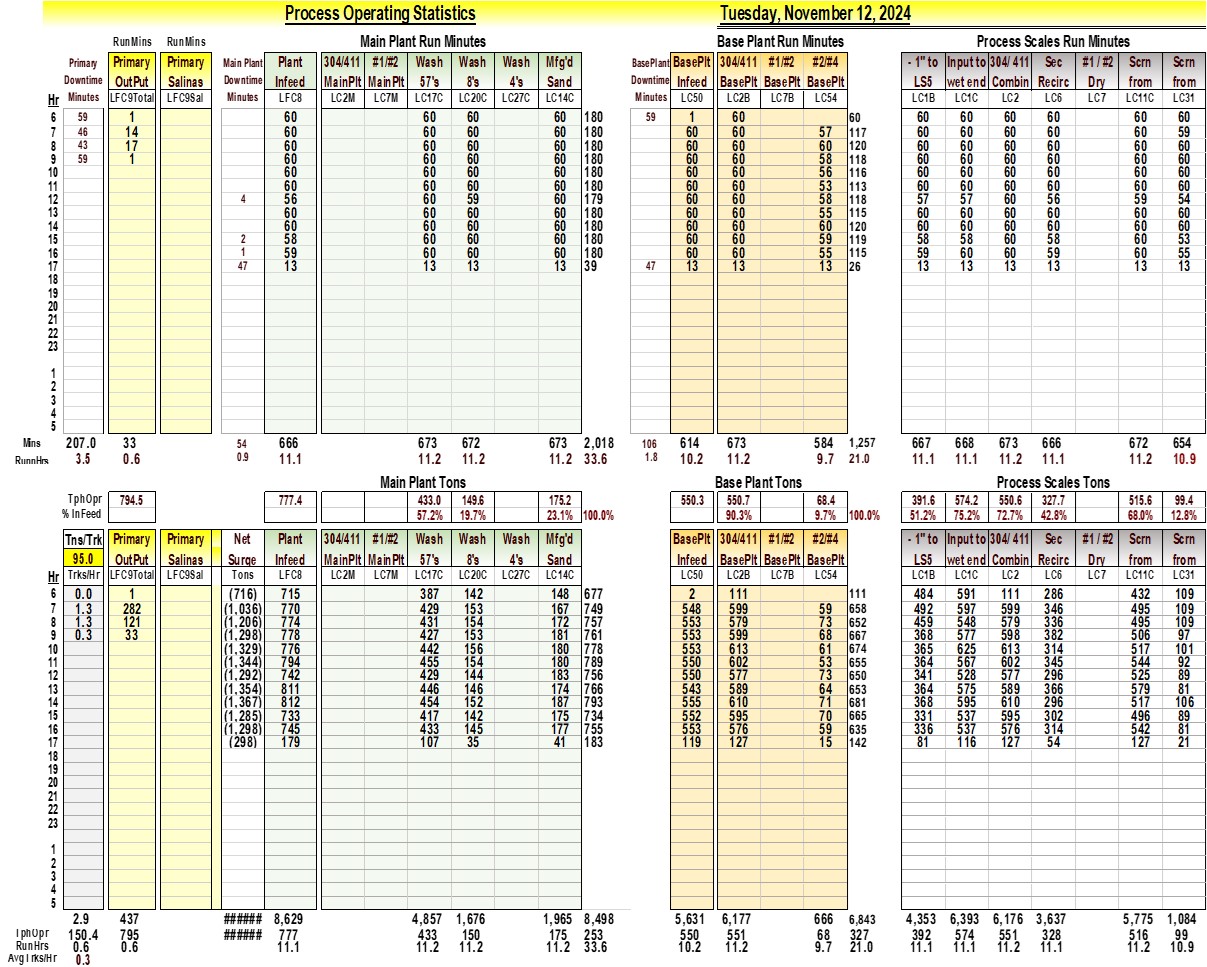 Process Operating Statistics Tuesday, November 12, 2024
RunMins RunMins Main Plant Run Minutes Base Plant Run Minutes Process Scales Run Minutes
Primary Primary Primary Main Plant Plant 304/411 #1/#2 Wash Wash Wash Mfg'd BasePlant BasePlt 304/411 #1/#2 #2/#4 - 1" to Input to 304/ 411 Sec #1 / #2 Scrn Scrn
Downtime OutPut Salinas Downtime Infeed MainPlt MainPlt 57's 8's 4's Sand Downtime Infeed BasePlt BasePlt BasePlt LS5 wet end Combin Recirc Dry from from
Hr Minutes LFC9Total LFC9Sal Minutes LFC8 LC2M LC7M LC17C LC20C LC27C LC14C Minutes LC50 LC2B LC7B LC54 LC1B LC1C LC2 LC6 LC7 LC11C LC31
6 59 1 60 60 60 60 180 59 1 60 60 60 60 60 60 60 60
7 46 14 60 60 60 60 180 60 60 57 117 60 60 60 60 60 59
8 43 17 60 60 60 60 180 60 60 60 120 60 60 60 60 60 60
9 59 1 60 60 60 60 180 60 60 58 118 60 60 60 60 60 60
10 60 60 60 60 180 60 60 56 116 60 60 60 60 60 60
11 60 60 60 60 180 60 60 53 113 60 60 60 60 60 60
12 4 56 60 59 60 179 60 60 58 118 57 57 60 56 59 54
13 60 60 60 60 180 60 60 55 115 60 60 60 60 60 60
14 60 60 60 60 180 60 60 60 120 60 60 60 60 60 60
15 2 58 60 60 60 180 60 60 59 119 58 58 60 58 60 53
16 1 59 60 60 60 180 60 60 55 115 59 60 60 59 60 55
17 47 13 13 13 13 39 47 13 13 13 26 13 13 13 13 13 13
18
19
20
21
22
23
1
2
3
4
5
Mins 207.0 33 54 666 673 672 673 2,018 106 614 673 584 1,257 667 668 673 666 672 654
RunnHrs 3.5 0.6 0.9 11.1 11.2 11.2 11.2 33.6 1.8 10.2 11.2 9.7 21.0 11.1 11.1 11.2 11.1 11.2 10.9
Main Plant Tons Base Plant Tons Process Scales Tons
TphOpr 794.5 777.4 433.0 149.6 175.2 550.3 550.7 68.4 391.6 574.2 550.6 327.7 515.6 99.4
% InFeed 57.2% 19.7% 23.1% 100.0% 90.3% 9.7% 100.0% 51.2% 75.2% 72.7% 42.8% 68.0% 12.8%
Tns/Trk Primary Primary Net Plant 304/411 #1/#2 Wash Wash Wash Mfg'd BasePlt 304/411 #1/#2 #2/#4 - 1" to Input to 304/ 411 Sec #1 / #2 Scrn Scrn
95.0 OutPut Salinas Surge Infeed MainPlt MainPlt 57's 8's 4's Sand Infeed BasePlt BasePlt BasePlt LS5 wet end Combin Recirc Dry from from
Hr Trks/Hr LFC9Total LFC9Sal Tons LFC8 LC2M LC7M LC17C LC20C LC27C LC14C LC50 LC2B LC7B LC54 LC1B LC1C LC2 LC6 LC7 LC11C LC31
6 0.0 1 (716) 715 387 142 148 677 2 111 111 484 591 111 286 432 109
7 1.3 282 (1,036) 770 429 153 167 749 548 599 59 658 492 597 599 346 495 109
8 1.3 121 (1,206) 774 431 154 172 757 553 579 73 652 459 548 579 336 495 109
9 0.3 33 (1,298) 778 427 153 181 761 553 599 68 667 368 577 598 382 506 97
10 (1,329) 776 442 156 180 778 553 613 61 674 365 625 613 314 517 101
11 (1,344) 794 455 154 180 789 550 602 53 655 364 567 602 345 544 92
12 (1,292) 742 429 144 183 756 550 577 73 650 341 528 577 296 525 89
13 (1,354) 811 446 146 174 766 543 589 64 653 364 575 589 366 579 81
14 (1,367) 812 454 152 187 793 555 610 71 681 368 595 610 296 517 106
15 (1,285) 733 417 142 175 734 552 595 70 665 331 537 595 302 496 89
16 (1,298) 745 433 145 177 755 553 576 59 635 336 537 576 314 542 81
17 (298) 179 107 35 41 183 119 127 15 142 81 116 127 54 127 21
18
19
20
21
22
23
1
2
3
4
5
2.9 437 ###### 8,629 4,857 1,676 1,965 8,498 5,631 6,177 666 6,843 4,353 6,393 6,176 3,637 5,775 1,084
TphOpr 150.4 795 ###### 777 433 150 175 253 550 551 68 327 392 574 551 328 516 99
RunHrs 0.6 0.6 11.1 11.2 11.2 11.2 33.6 10.2 11.2 9.7 21.0 11.1 11.1 11.2 11.1 11.2 10.9
AvgTrks/Hr 0.3